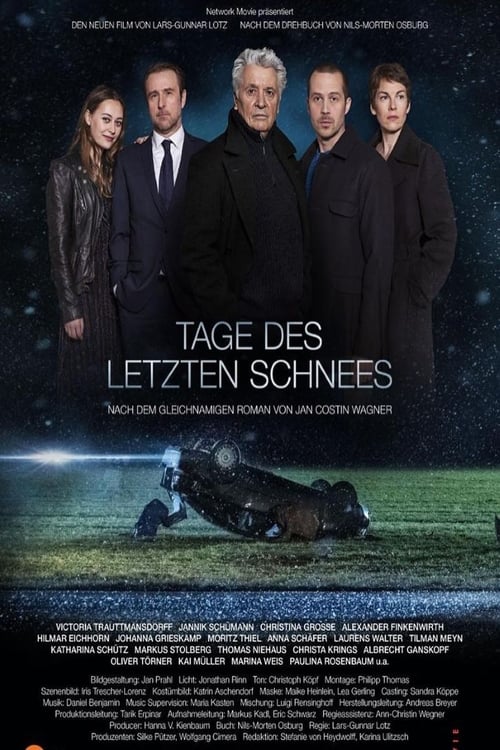 Network Movie präsentiert
DEN NEUEN FILM VON LARS-GUNNAR LOTZ NACH DEM DREHBUCH VON NILS-MORTEN OSBURG
TAGE DES
LETZTEN SCHNEES
NACH DEM GLEICHNAMIGEN ROMAN VON JAN COSTIN WAGNER
VICTORIA TRAUTTMANSDORFF JANNIK SCHÜMANN CHRISTINA GROSSE ALEXANDER FINKENWIRTH
HILMAR EICHHORN JOHANNA GRIESKAMP MORITZ THIEL ANNA SCHÄFER LAURENS WALTER TILMAN MEYN
KATHARINA SCHÜTZ MARKUS STOLBERG THOMAS NIEHAUS CHRISTA KRINGS ALBRECHT GANSKOPF
OLIVER TÖRNER KAI MÜLLER MARINA WEIS PAULINA ROSENBAUM u.a.
Bildgestaltung: Jan Prahl Licht: Jonathan Rinn Ton: Christoph Köpf Montage: Philipp Thomas
Szenenbild: Iris Trescher-Lorenz Kostümbild: Katrin Aschendorf Maske: Maike Heinlein, Lea Gerling Casting: Sandra Köppe
Musik: Daniel Benjamin Music Supervision: Maria Kasten Mischung: Luigi Rensinghoff Herstellungsleitung: Andreas Breyer
Produktionsleitung: Tarik Erpinar Aufnahmeleitung: Markus Kadl, Eric Schwarz Regieassistenz: Ann-Christin Wegner
Producer: Hanna V. Kienbaum Buch: Nils-Morten Osburg Regie: Lars-Gunnar Lotz
Produzenten: Silke Pützer, Wolfgang Cimera Redaktion: Stefanie von Heydwolff, Karina Ulitzsch